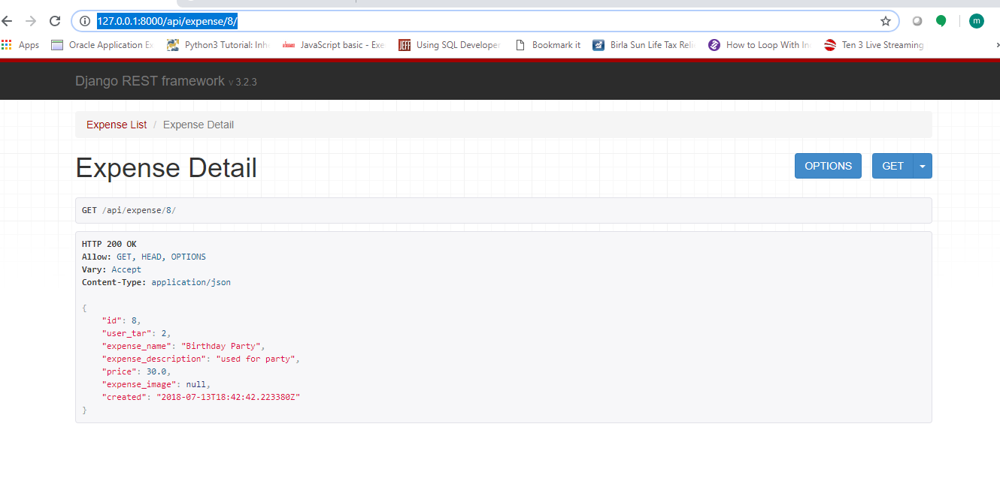 127.0.0.1:8000/api/expense/8/
m
Apps Oracle Application Ex Python3 Tutorial: Inh JavaScript basic - Exe JEFF Using SQL Developer Bookmark it Birla Sun Life Tax Reli How to Loop With In Ten 3 Live Streaming
Django REST framework v 3.2.3
Expense List / Expense Detail
Expense Detail
OPTIONS GET
GET /api/expense/8/
HTTP 200 OK
Allow: GET, HEAD, OPTIONS
Vary: Accept
Content-Type: application/json
{
"id": 8,
"user_tar": 2,
"expense_name": "Birthday Party",
"expense_description": "used for party",
"price": 30.0,
"expense_image": null,
"created": "2018-07-13T18:42:42.223380Z"
}